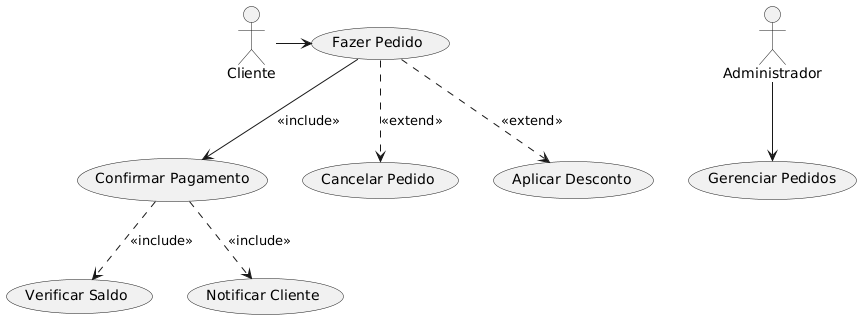 Cliente
Fazer Pedido
Administrador
«include»
«extend»
«extend»
Confirmar Pagamento
Cancelar Pedido
Aplicar Desconto
Gerenciar Pedidos
«include»
«include»
Verificar Saldo
Notificar Cliente